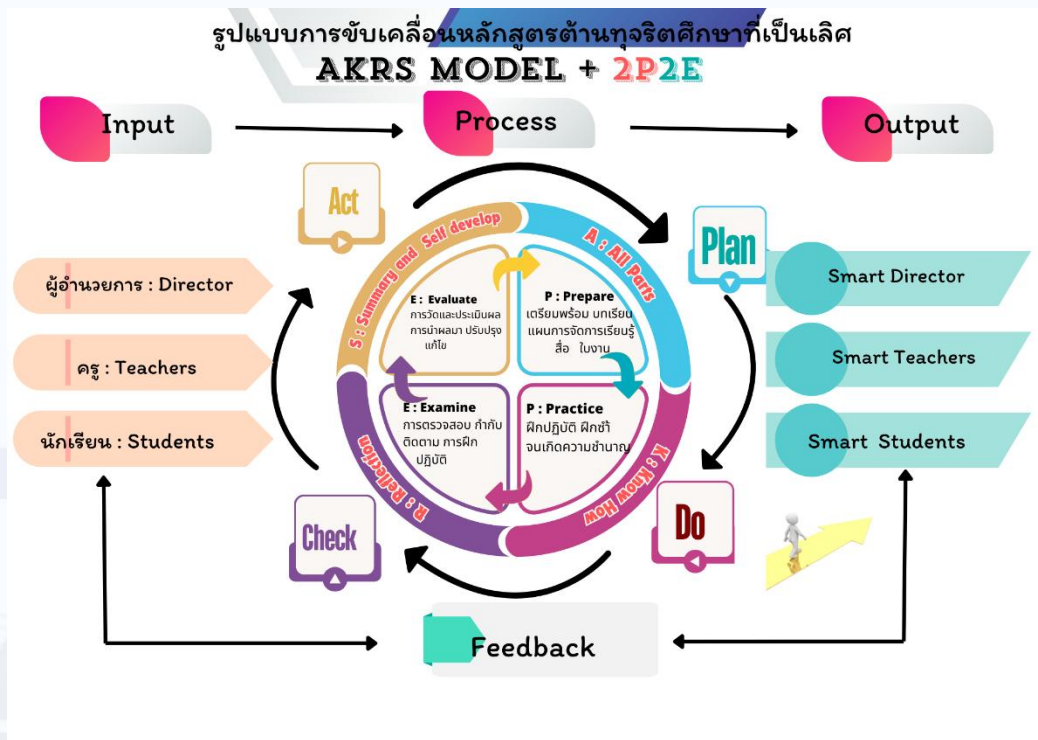 รูปแบบการขับเคลื่อนหลักสูตรต้านทุจริตศึกษาที่เป็นเลิศ
AKRS MODEL + 2P2E
Input
Process
Output
Act
Plan
S : Summary and Self develop
A : All Parts
ผู้อำนวยการ : Director
ครู : Teachers
นักเรียน : Students
E : Evaluate
การวัดและประเมินผล
การนำผลมา ปรับปรุง
แก้ไข
P : Prepare
เตรียมพร้อม บทเรียน
แผนการจัดการเรียนรู้
สื่อ ใบงาน
E : Examine
การตรวจสอบ กำกับ
ติดตาม การฝึก
ปฏิบัติ
P : Practice
ฝึกปฏิบัติ ฝึกซ้ำ
จนเกิดความชำนาญ
R : Reflection
K : Know How
Smart Director
Smart Teachers
Smart Students
Check
Do
Feedback